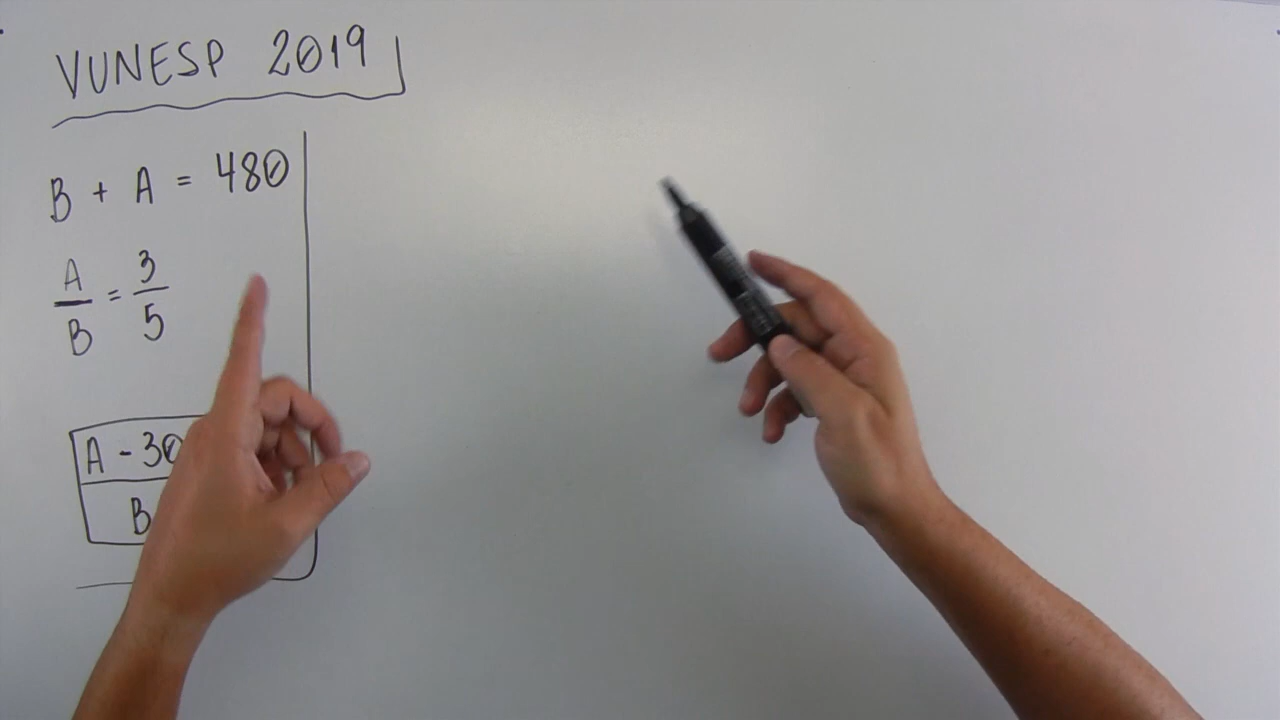 VUNESP 2019
B + A = 480
A/B = 3/5
A - 30
B